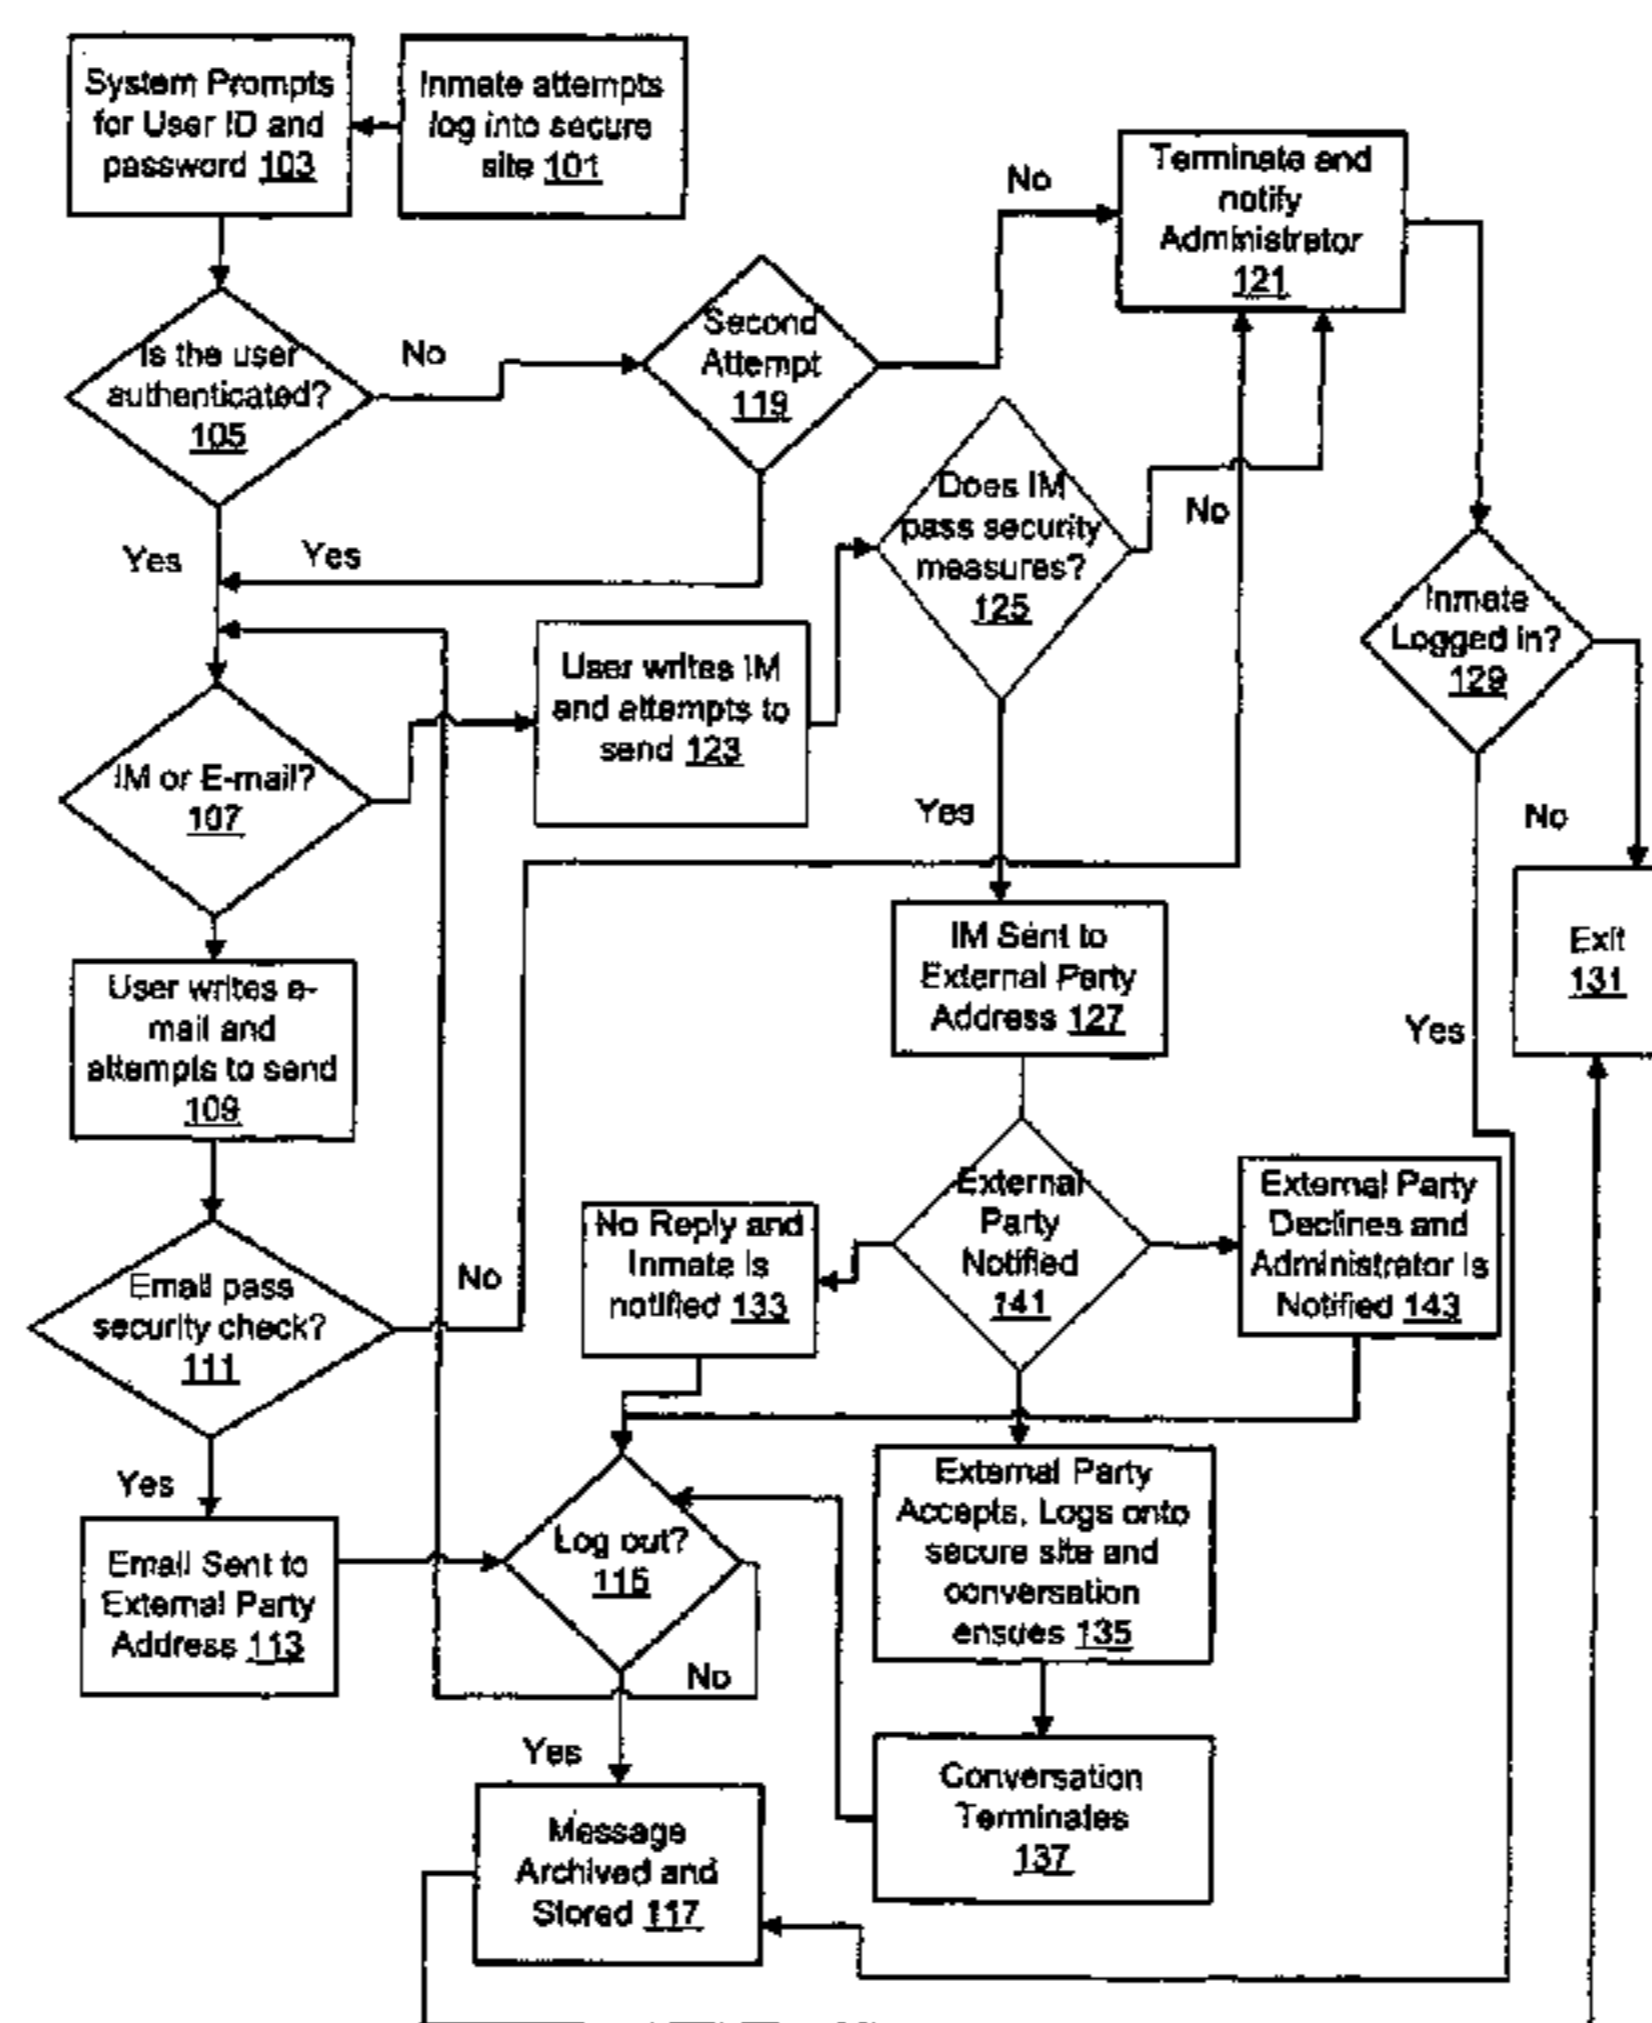 System Prompts
for User ID and
password 103
Inmate attempts
log into secure
site 101
Terminate and
notify
Administrator
121
No
Second
Attempt
119
Is the user
authenticated?
105
No
Does IM
pass security
measures?
125
No
Yes
Yes
Inmate
Logged in?
129
User writes IM
and attempts to
send 123
IM or E-mail?
107
Yes
No
IM Sent to
External Party
Address 127
Exit
131
Yes
User writes e-
mail and
attempts to send
109
External
Party
Notified
141
External Party
Declines and
Administrator Is
Notified 143
No Reply and
Inmate Is
notified 133
No
Email pass
security check?
111
Yes
External Party
Accepts, Logs onto
secure site and
conversation
ensues 135
Log out?
115
Email Sent to
External Party
Address 113
No
Yes
Conversation
Terminates
137
Message
Archived and
Stored 117